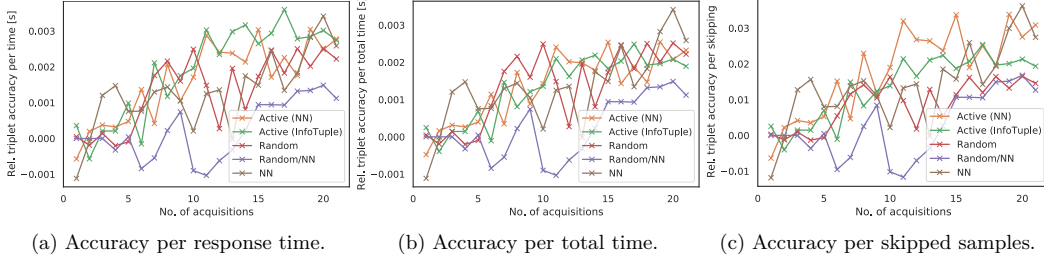 Rel. triplet accuracy per time [s]
0.003
0.002
0.001
0.000
−0.001
0
5
10
15
20
No. of acquisitions
Active (NN)
Active (InfoTuple)
Random
Random/NN
NN
(a) Accuracy per response time.
Rel. triplet accuracy per total time [s]
0.003
0.002
0.001
0.000
−0.001
0
5
10
15
20
No. of acquisitions
Active (NN)
Active (InfoTuple)
Random
Random/NN
NN
(b) Accuracy per total time.
Rel. triplet accuracy per skipping
0.03
0.02
0.01
0.00
−0.01
0
5
10
15
20
No. of acquisitions
Active (NN)
Active (InfoTuple)
Random
Random/NN
NN
(c) Accuracy per skipped samples.